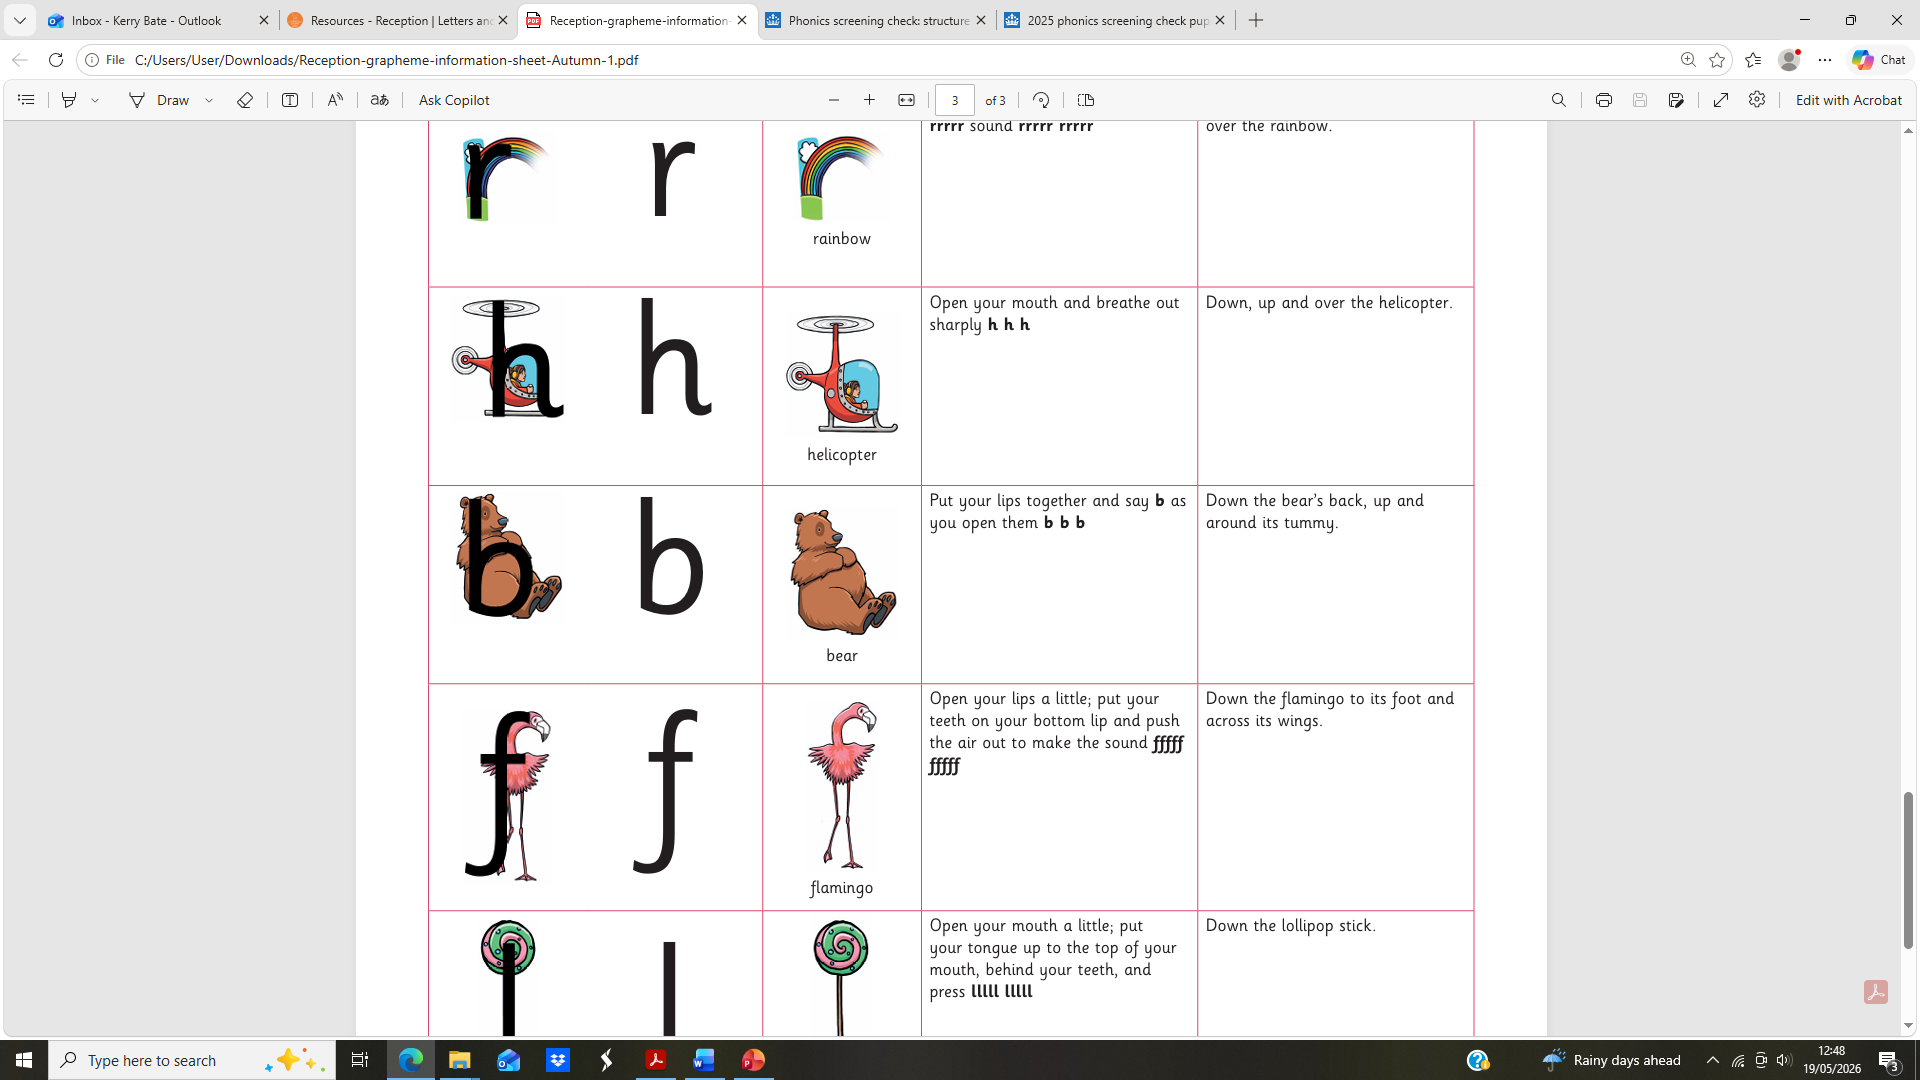 Inbox - Kerry Bate - Outlook
Resources - Reception | Letters and
Reception-grapheme-information-
Phonics screening check: structure
2025 phonics screening check pup
File C:/Users/User/Downloads/Reception-grapheme-information-sheet-Autumn-1.pdf
Chat
Draw
Ask Copilot
3 of 3
Edit with Acrobat
r r
rainbow
rrrrr sound rrrrr rrrrr
over the rainbow.
h h
helicopter
Open your mouth and breathe out
sharply h h h
Down, up and over the helicopter.
b b
bear
Put your lips together and say b as
you open them b b b
Down the bear's back, up and
around its tummy.
f f
flamingo
Open your lips a little; put your
teeth on your bottom lip and push
the air out to make the sound fffff
fffff
Down the flamingo to its foot and
across its wings.
l l
Open your mouth a little; put
your tongue up to the top of your
mouth, behind your teeth, and
press lllll lllll
Down the lollipop stick.
Type here to search
Rainy days ahead
12:48
19/05/2026
3